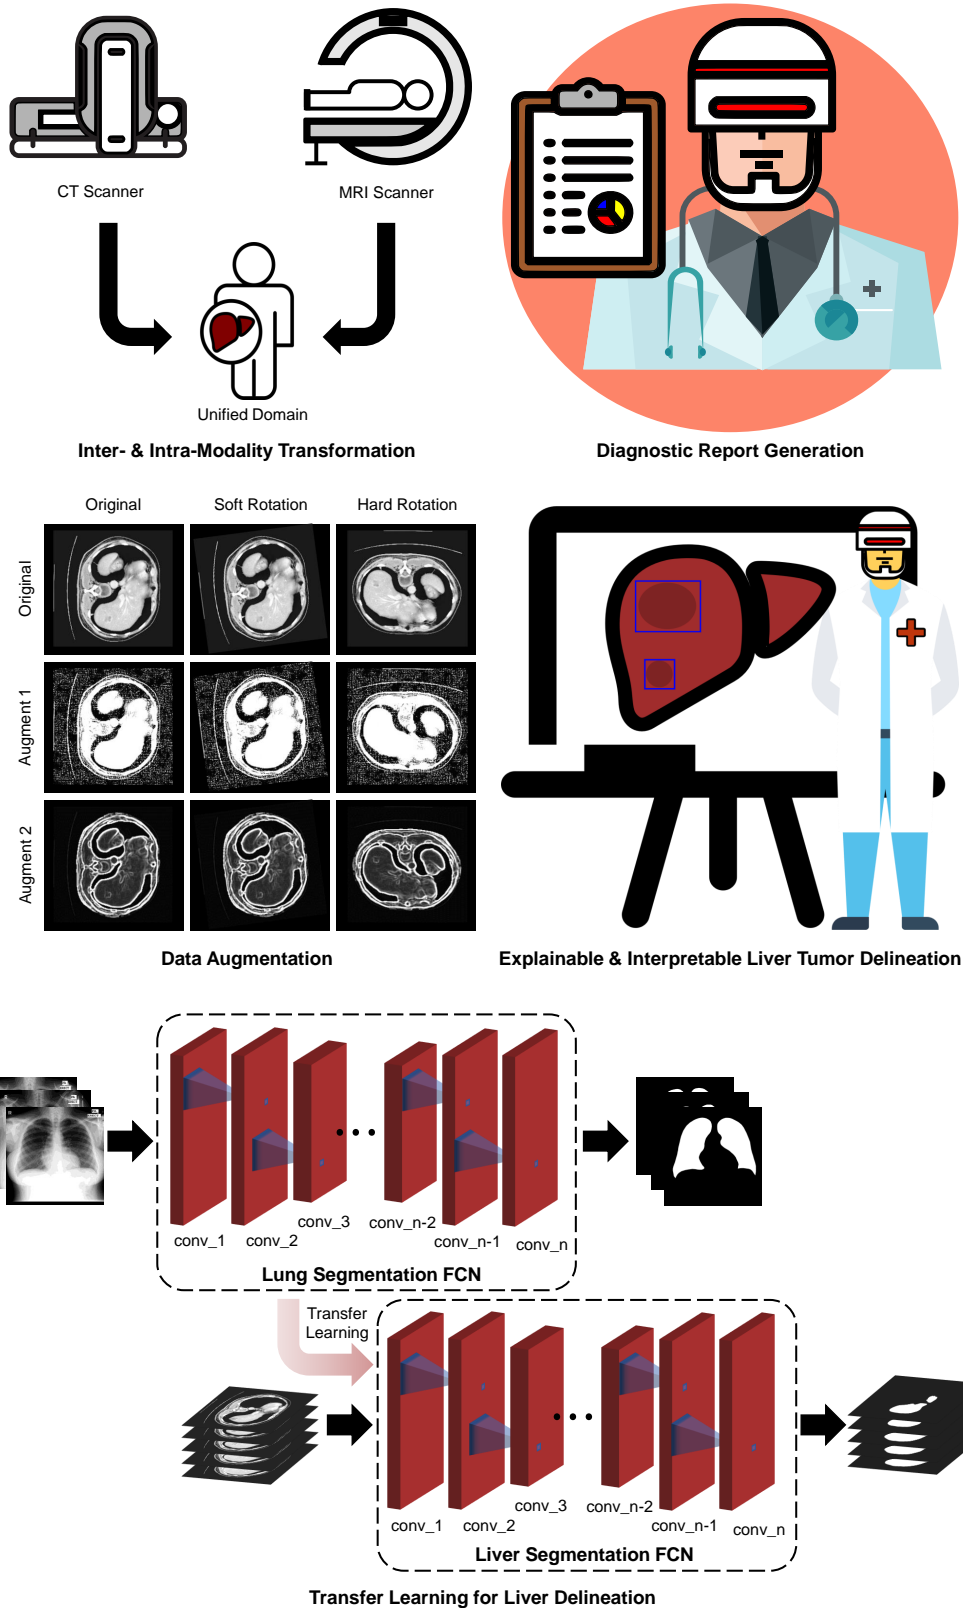 CT Scanner
MRI Scanner
Unified Domain
Inter- & Intra-Modality Transformation
Diagnostic Report Generation
Original
Soft Rotation
Hard Rotation
Original
Augment 1
Augment 2
Data Augmentation
Explainable & Interpretable Liver Tumor Delineation
conv_1
conv_2
conv_3
conv_n-2
conv_n-1
conv_n
Lung Segmentation FCN
Transfer
Learning
conv_1
conv_2
conv_3
conv_n-2
conv_n-1
conv_n
Liver Segmentation FCN
Transfer Learning for Liver Delineation